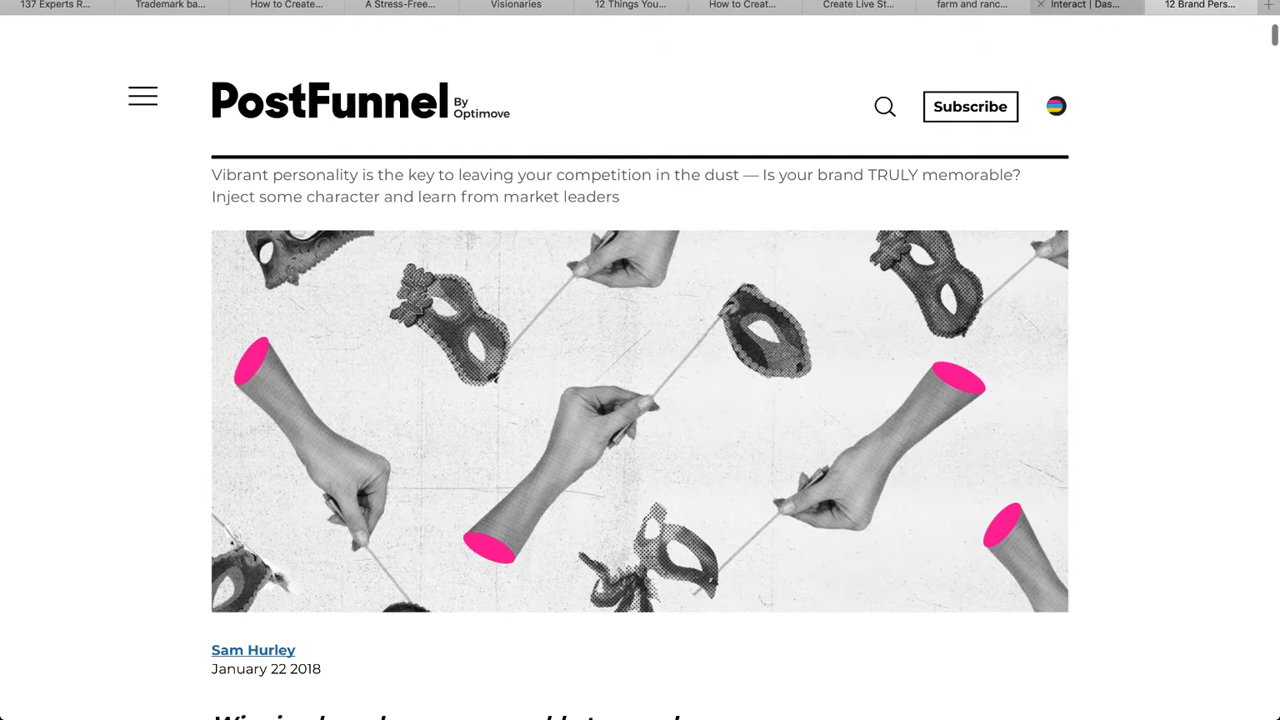 137 Experts R...
Trademark ba...
How to Create...
A Stress-Free...
Visionaries
12 Things You...
How to Creat...
Create Live St...
farm and ranc...
Interact | Das...
12 Brand Pers...
PostFunnel By Optimove
Subscribe
Vibrant personality is the key to leaving your competition in the dust — Is your brand TRULY memorable?
Inject some character and learn from market leaders
Sam Hurley
January 22 2018